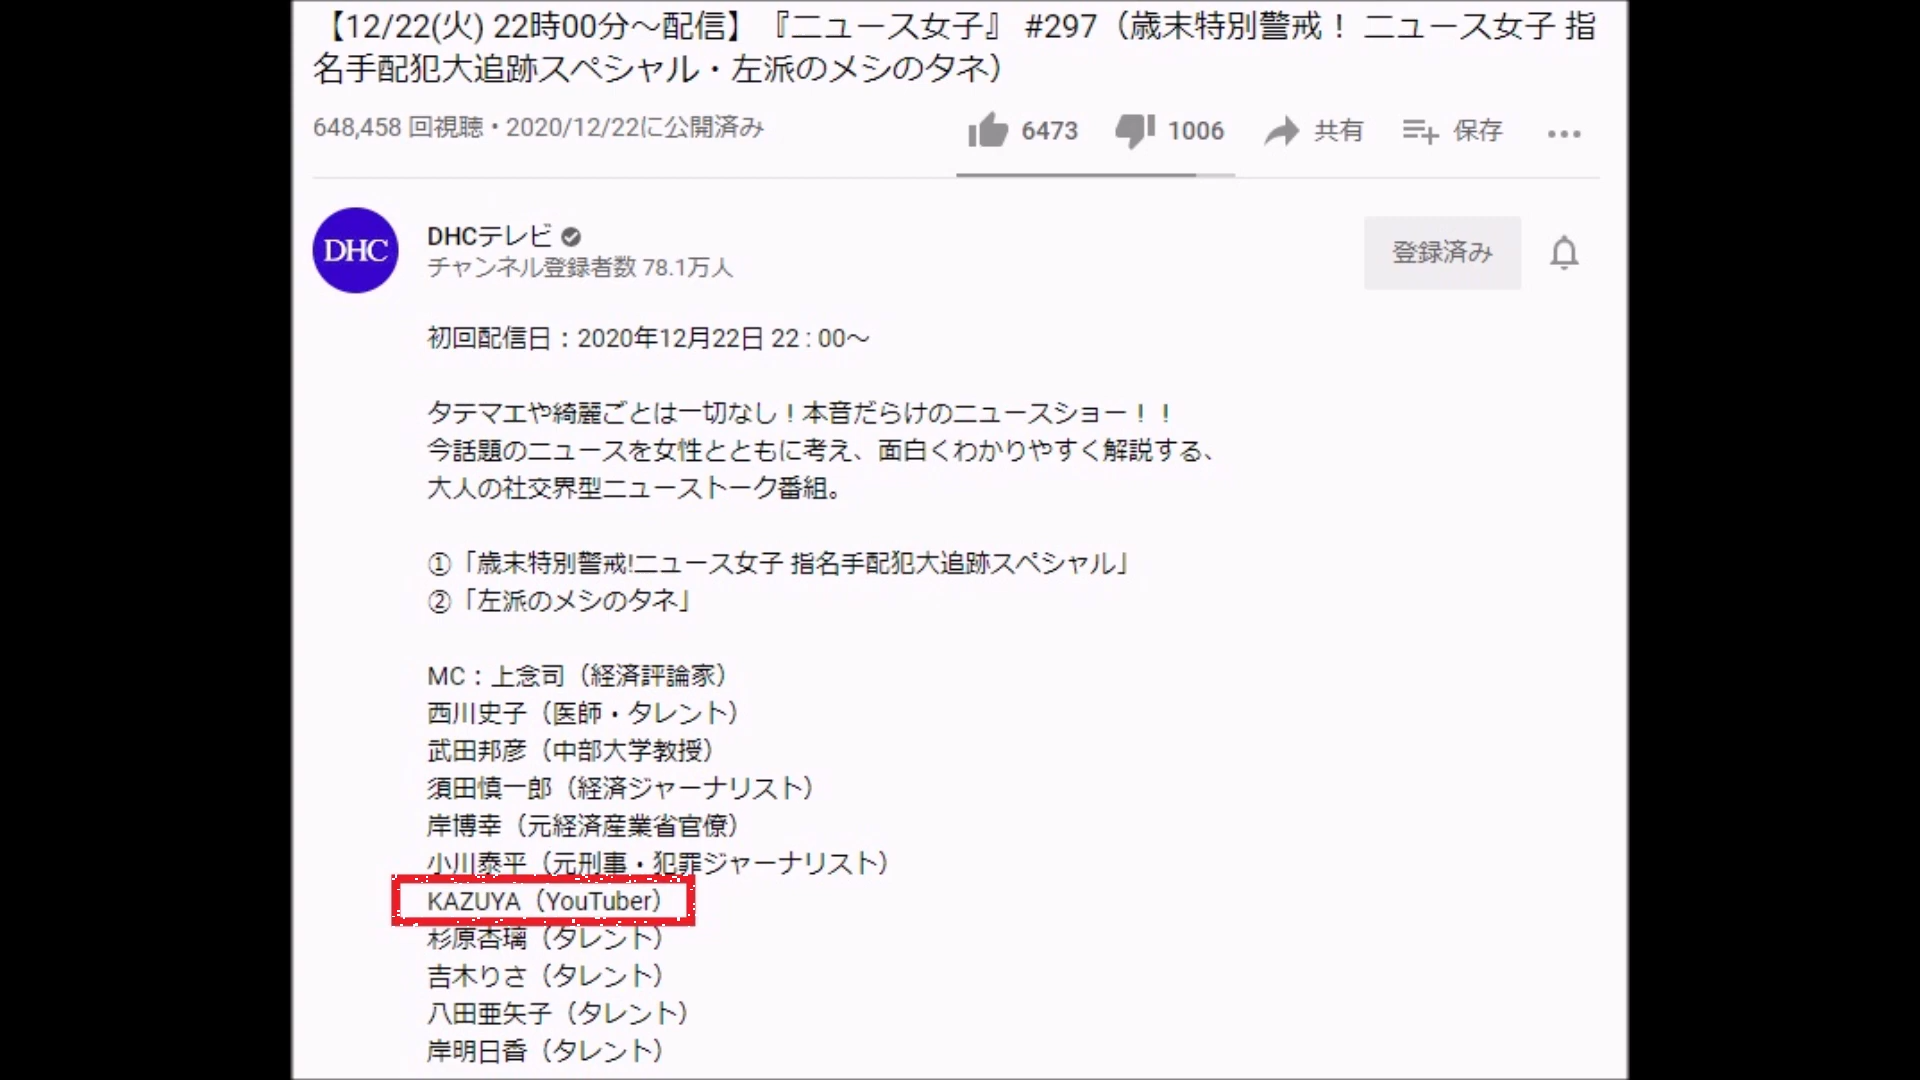 【12/22(火) 22時00分～配信】『ニュース女子』 #297（歳末特別警戒！ ニュース女子 指
名手配犯大追跡スペシャル・左派のメシのタネ）
648,458 回視聴・2020/12/22に公開済み
6473
1006
共有
保存
DHC
DHCテレビ
チャンネル登録者数 78.1万人
登録済み
初回配信日：2020年12月22日 22 : 00～
タテマエや綺麗ごとは一切なし！本音だらけのニュースショー！！
今話題のニュースを女性とともに考え、面白くわかりやすく解説する、
大人の社交界型ニューストーク番組。
①「歳末特別警戒!ニュース女子 指名手配犯大追跡スペシャル」
②「左派のメシのタネ」
MC：上念司（経済評論家）
西川史子（医師・タレント）
武田邦彦（中部大学教授）
須田慎一郎（経済ジャーナリスト）
岸博幸（元経済産業省官僚）
小川泰平（元刑事・犯罪ジャーナリスト）
KAZUYA（YouTuber）
杉原杏璃（タレント）
吉木りさ（タレント）
八田亜矢子（タレント）
岸明日香（タレント）